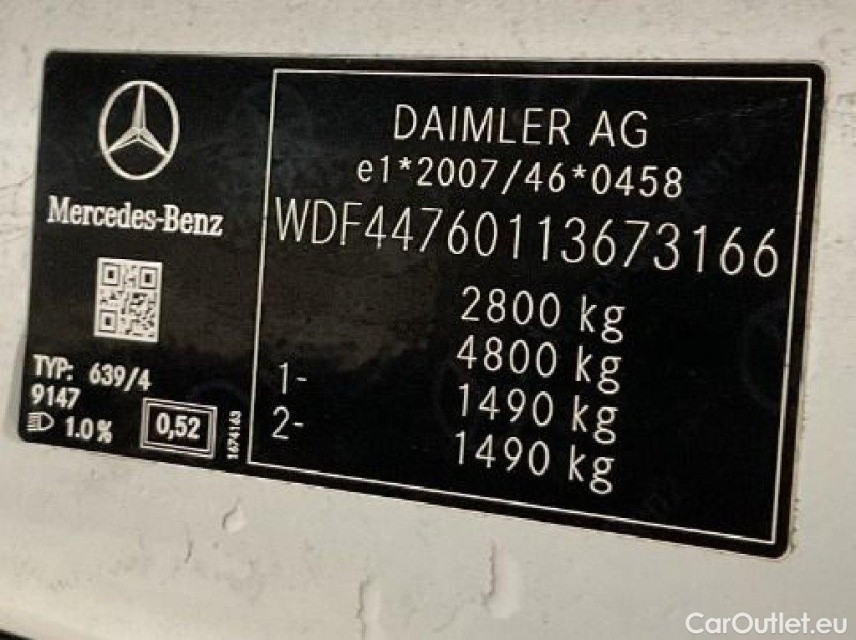 Mercedes-Benz
TYP: 639/4
9147
1.0%
0,52
1674163
DAIMLER AG
e1*2007/46*0458
WDF44760113673166
2800 kg
4800 kg
1- 1490 kg
2- 1490 kg
CarOutlet.eu